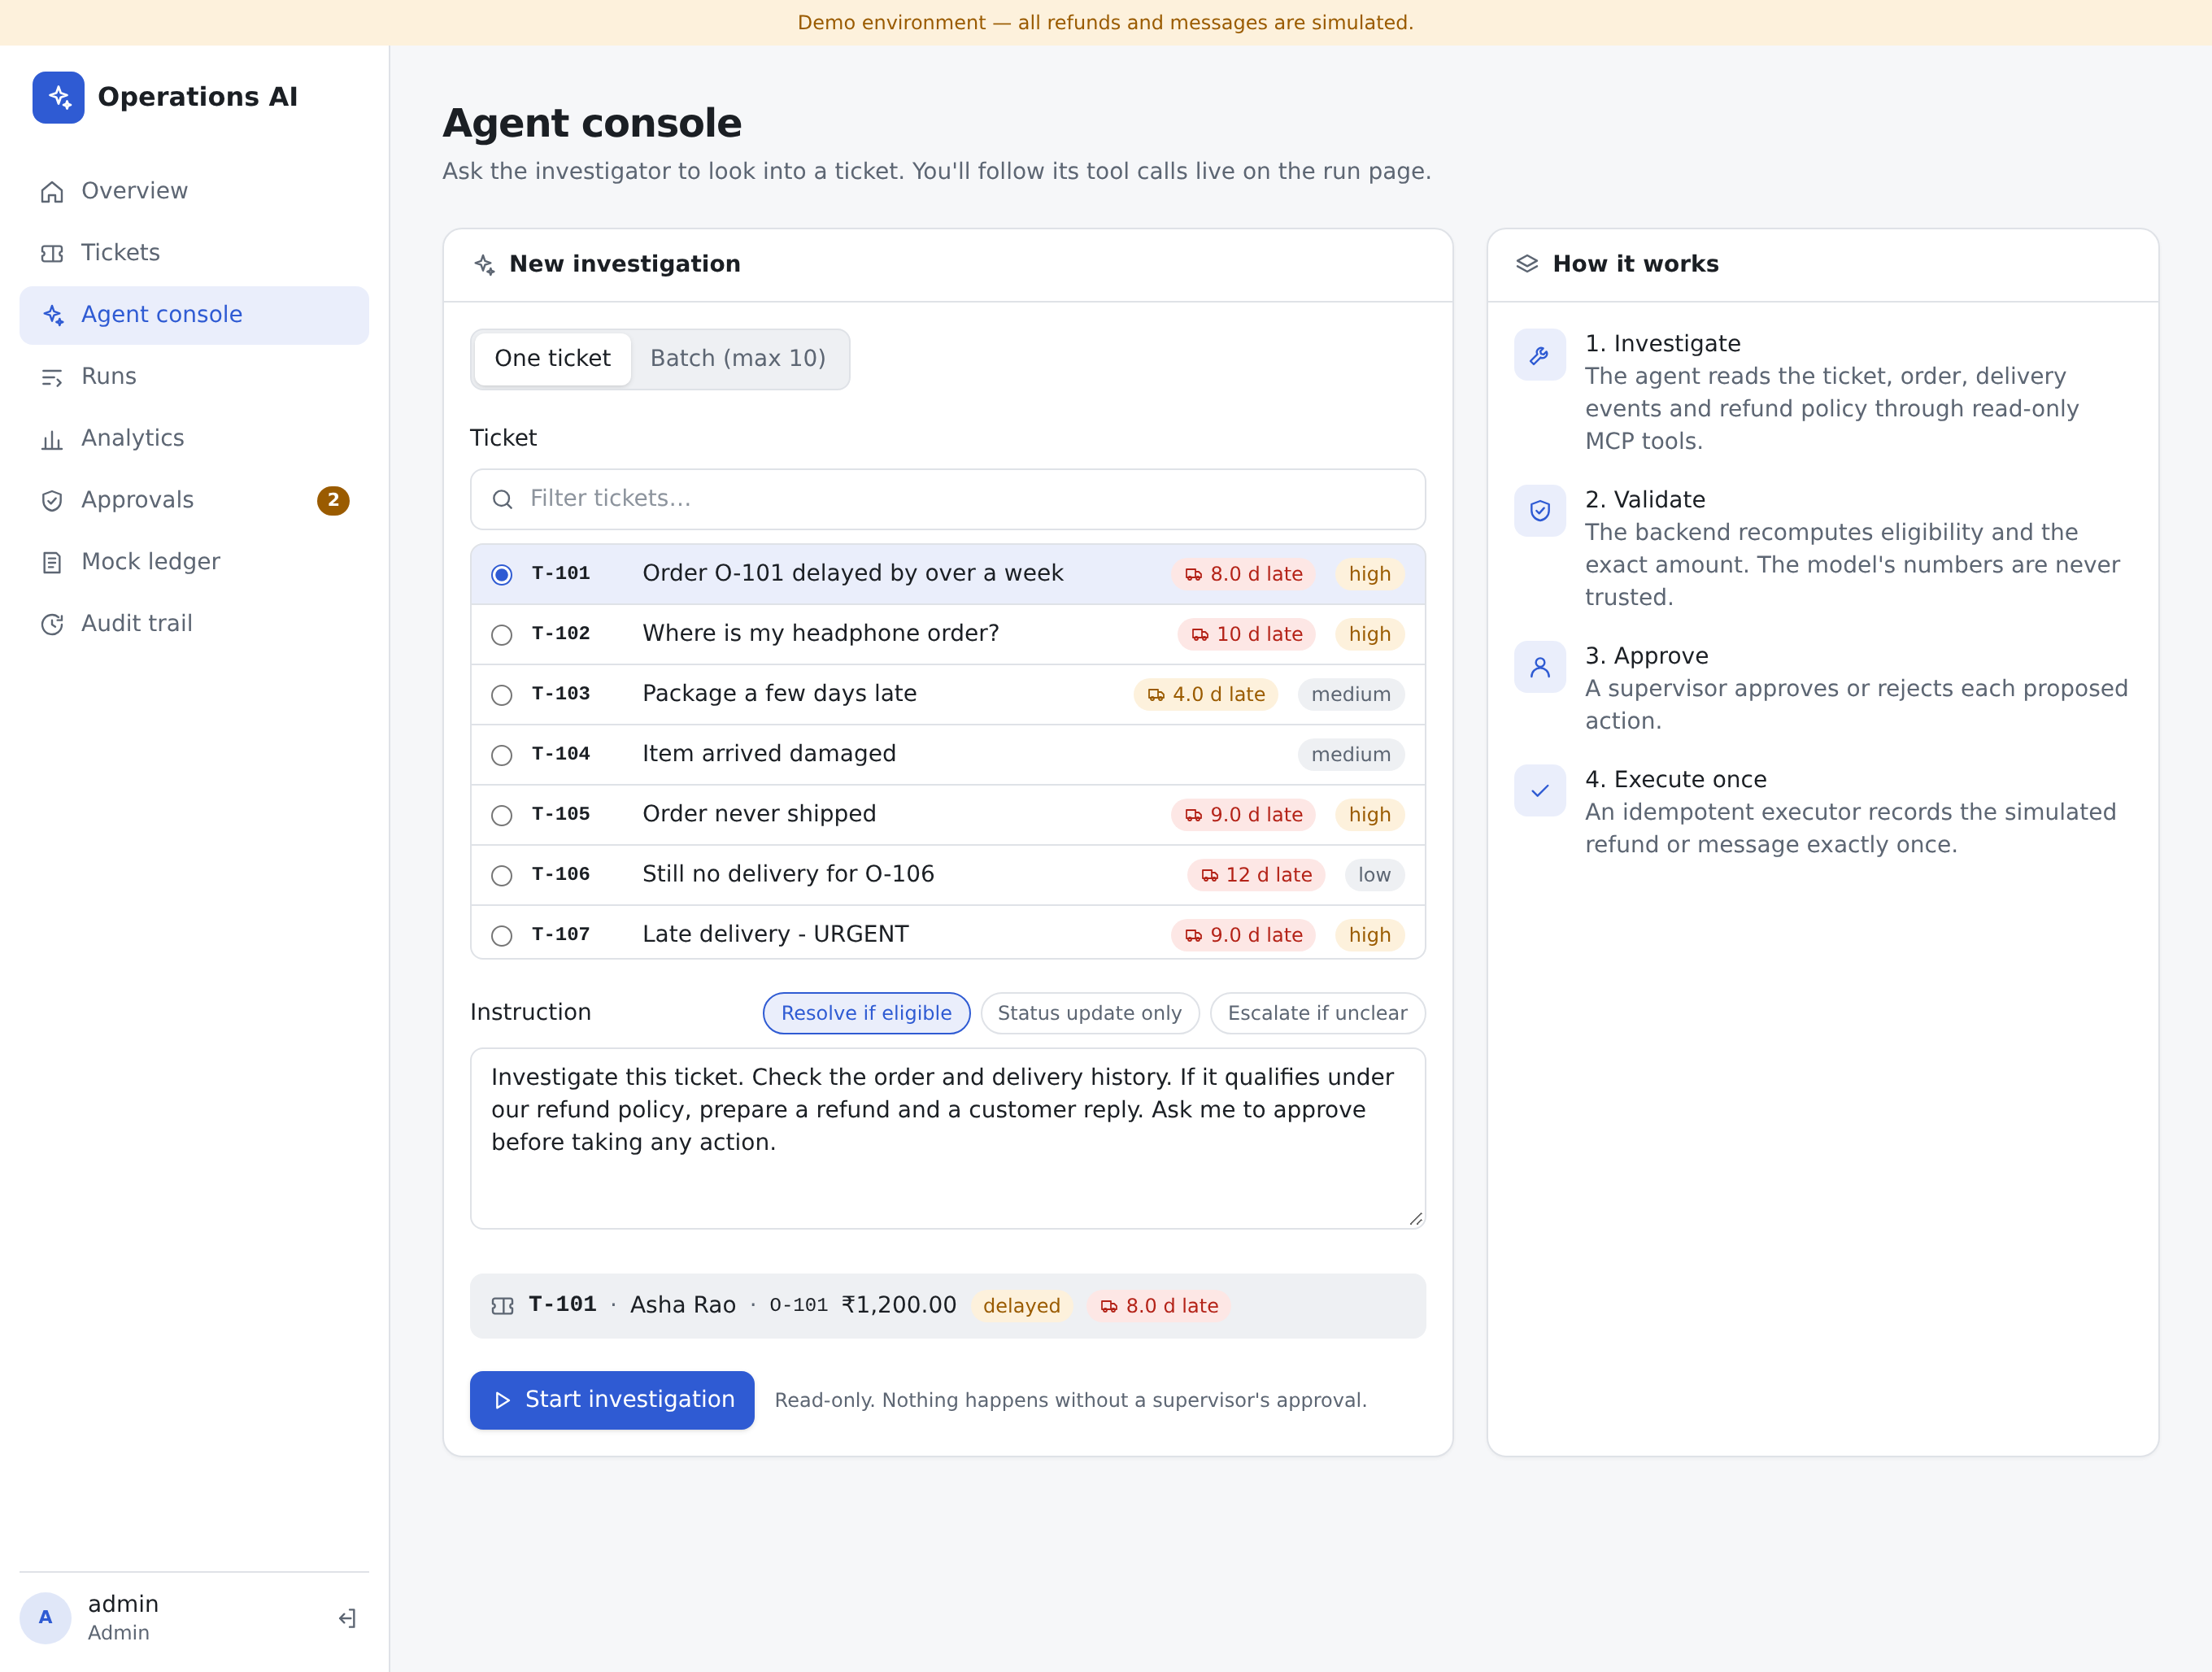 Demo environment — all refunds and messages are simulated.
Operations AI
Overview
Tickets
Agent console
Runs
Analytics
Approvals 2
Mock ledger
Audit trail
A
admin
Admin
Agent console
Ask the investigator to look into a ticket. You'll follow its tool calls live on the run page.
New investigation
One ticket Batch (max 10)
Ticket
Filter tickets...
T-101 Order O-101 delayed by over a week 8.0 d late high
T-102 Where is my headphone order? 10 d late high
T-103 Package a few days late 4.0 d late medium
T-104 Item arrived damaged medium
T-105 Order never shipped 9.0 d late high
T-106 Still no delivery for O-106 12 d late low
T-107 Late delivery - URGENT 9.0 d late high
Instruction Resolve if eligible Status update only Escalate if unclear
Investigate this ticket. Check the order and delivery history. If it qualifies under
our refund policy, prepare a refund and a customer reply. Ask me to approve
before taking any action.
T-101 · Asha Rao · O-101 ₹1,200.00 delayed 8.0 d late
Start investigation Read-only. Nothing happens without a supervisor's approval.
How it works
1. Investigate
The agent reads the ticket, order, delivery
events and refund policy through read-only
MCP tools.
2. Validate
The backend recomputes eligibility and the
exact amount. The model's numbers are never
trusted.
3. Approve
A supervisor approves or rejects each proposed
action.
4. Execute once
An idempotent executor records the simulated
refund or message exactly once.